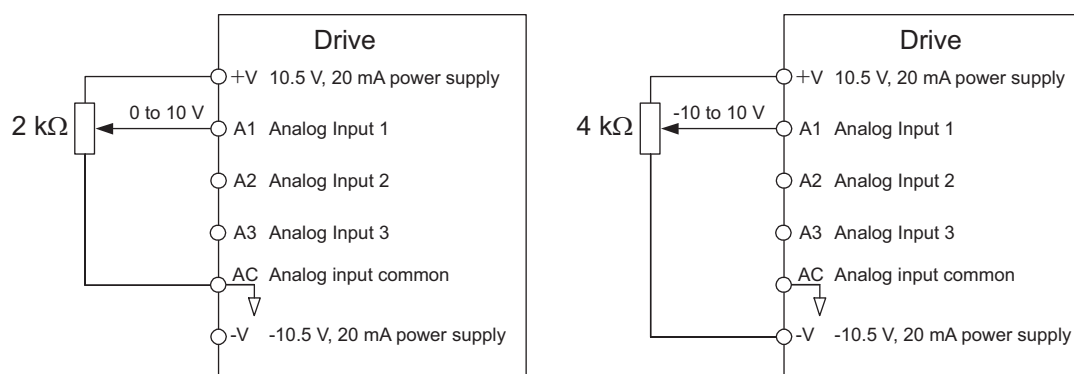 Drive
+V 10.5 V, 20 mA power supply
2 kΩ
0 to 10 V
A1 Analog Input 1
A2 Analog Input 2
A3 Analog Input 3
AC Analog input common
-V -10.5 V, 20 mA power supply
Drive
+V 10.5 V, 20 mA power supply
4 kΩ
-10 to 10 V
A1 Analog Input 1
A2 Analog Input 2
A3 Analog Input 3
AC Analog input common
-V -10.5 V, 20 mA power supply